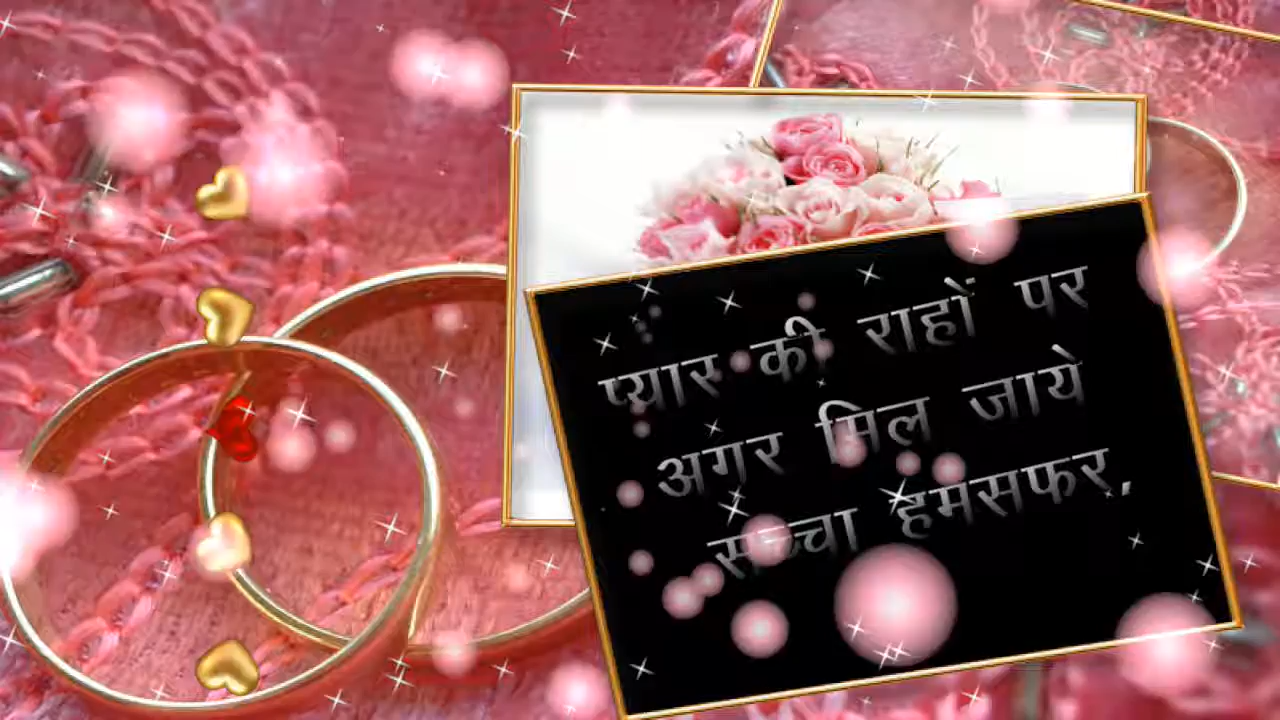 प्यार की राहों पर
अगर मिल जाये
सच्चा हमसफर,